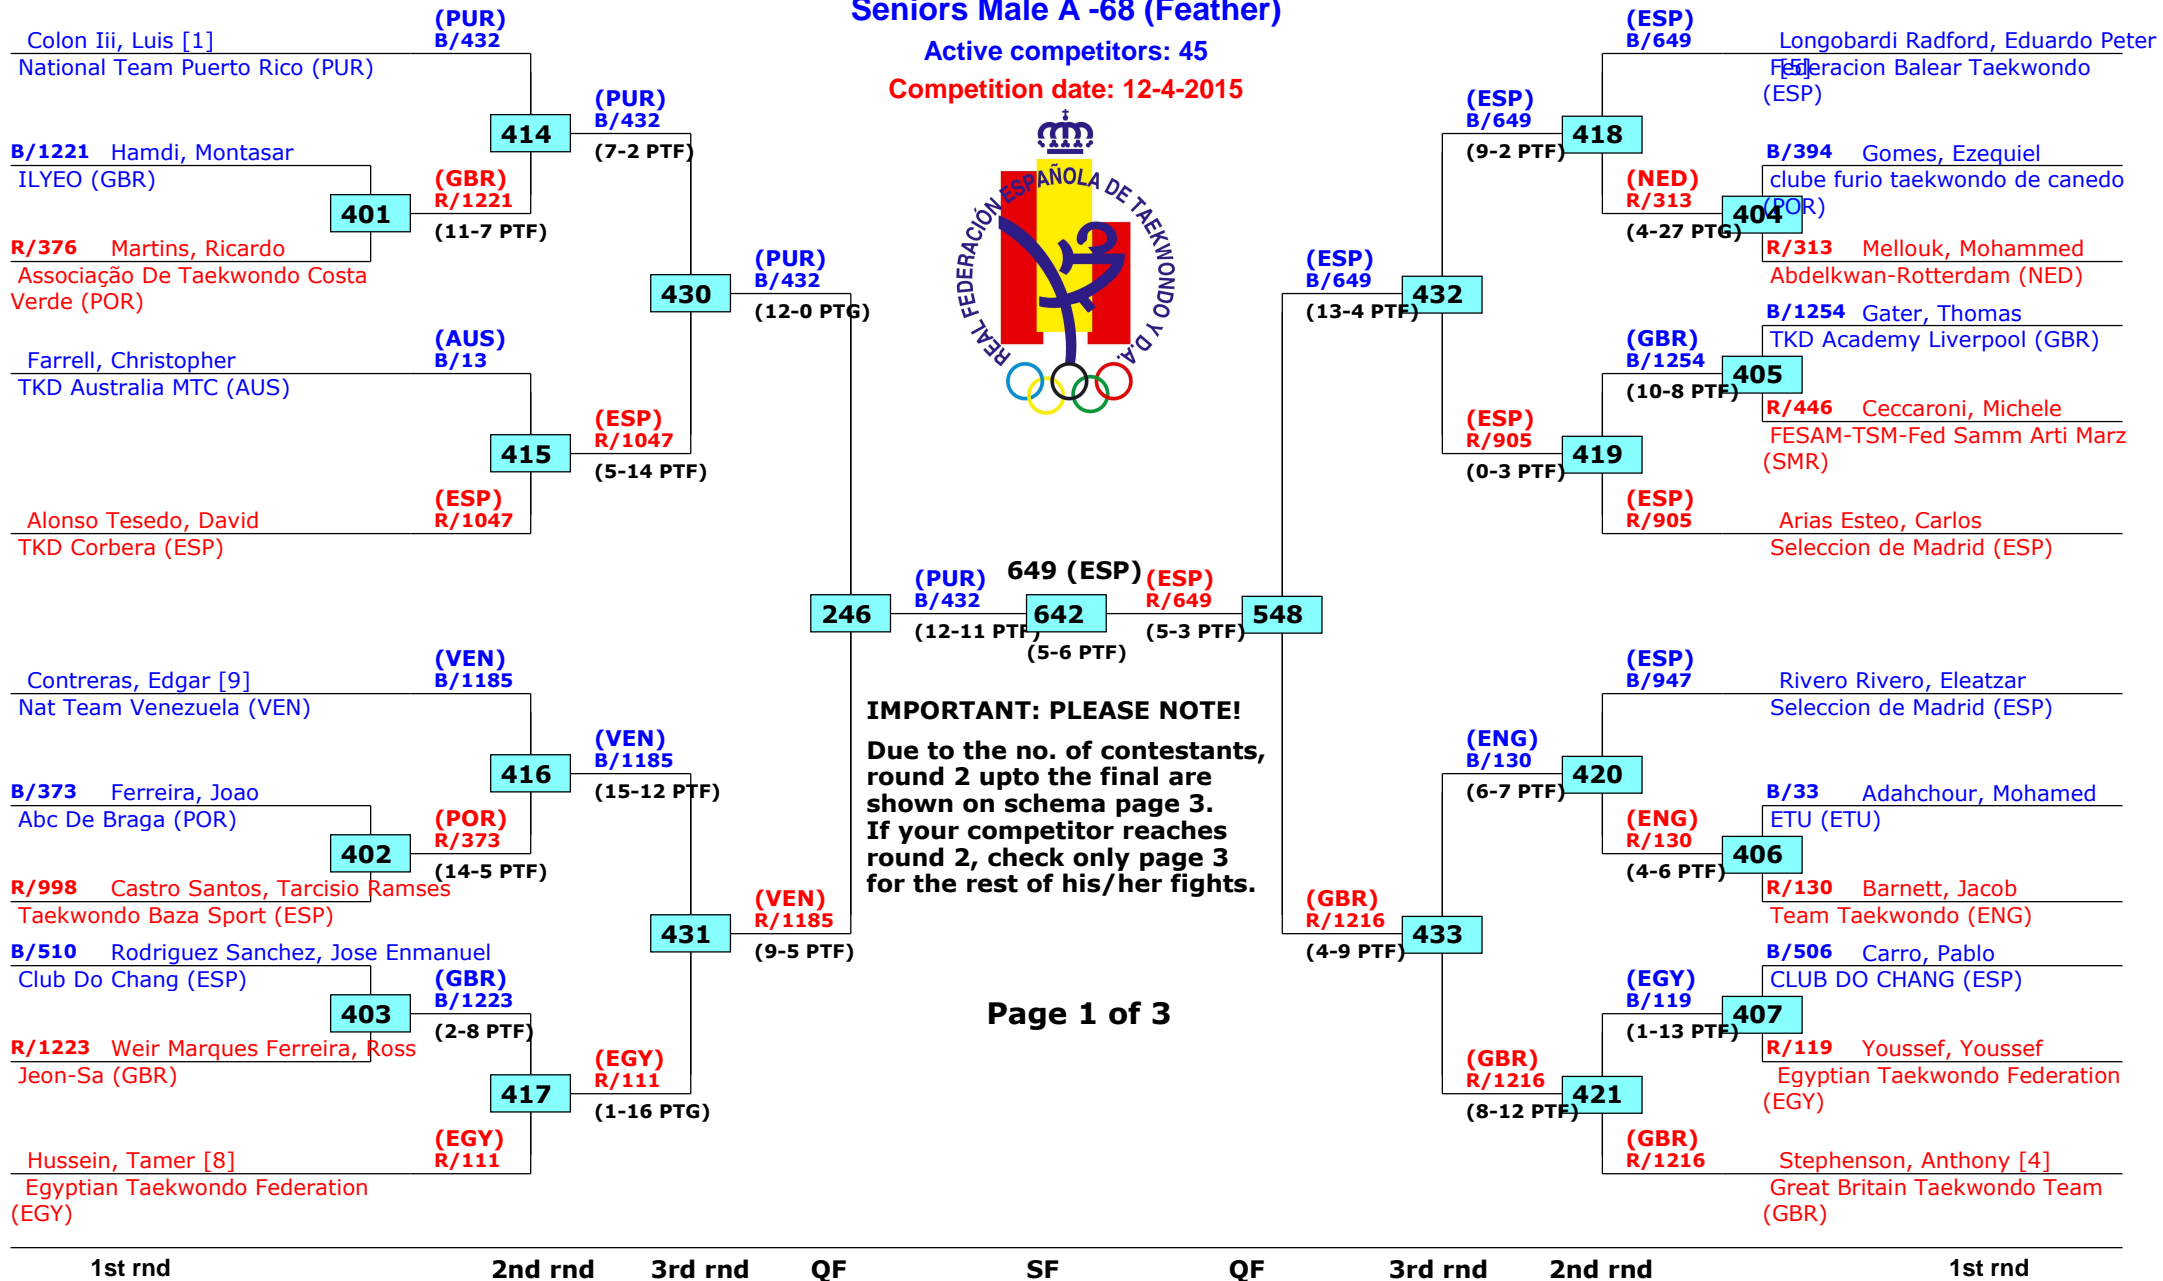 Seniors Male A -68 (Feather)
Active competitors: 45
Competition date: 12-4-2015
REAL FEDERACIÓN ESPAÑOLA DE TAEKWONDO Y D.A.
(PUR)
Colon Iii, Luis [1] B/432
National Team Puerto Rico (PUR)
(PUR)
B/432
414
(7-2 PTF)
B/1221 Hamdi, Montasar
ILYEO (GBR)
(GBR)
R/1221
401
(11-7 PTF)
R/376 Martins, Ricardo
Associação De Taekwondo Costa
Verde (POR)
(PUR)
B/432
430
(12-0 PTG)
(AUS)
Farrell, Christopher B/13
TKD Australia MTC (AUS)
(ESP)
R/1047
415
(5-14 PTF)
(ESP)
Alonso Tesedo, David R/1047
TKD Corbera (ESP)
246
(PUR)
B/432
(12-11 PTF)
649 (ESP)
642
(5-6 PTF)
(ESP)
R/649
(5-3 PTF)
548
(VEN)
Contreras, Edgar [9] B/1185
Nat Team Venezuela (VEN)
(VEN)
B/1185
416
(15-12 PTF)
B/373 Ferreira, Joao
Abc De Braga (POR)
(POR)
R/373
402
(14-5 PTF)
R/998 Castro Santos, Tarcisio Ramses
Taekwondo Baza Sport (ESP)
(VEN)
R/1185
431
(9-5 PTF)
B/510 Rodriguez Sanchez, Jose Enmanuel
Club Do Chang (ESP)
(GBR)
B/1223
403
(2-8 PTF)
R/1223 Weir Marques Ferreira, Ross
Jeon-Sa (GBR)
(EGY)
R/111
417
(1-16 PTG)
(EGY)
Hussein, Tamer [8] R/111
Egyptian Taekwondo Federation
(EGY)
IMPORTANT: PLEASE NOTE!
Due to the no. of contestants,
round 2 upto the final are
shown on schema page 3.
If your competitor reaches
round 2, check only page 3
for the rest of his/her fights.
Page 1 of 3
(ESP)
B/649 Longobardi Radford, Eduardo Peter
[5]
Federacion Balear Taekwondo
(ESP)
(ESP)
B/649
418
(9-2 PTF)
B/394 Gomes, Ezequiel
clube furio taekwondo de canedo
(POR)
(NED)
R/313
404
(4-27 PTG)
R/313 Mellouk, Mohammed
Abdelkwan-Rotterdam (NED)
(ESP)
B/649
432
(13-4 PTF)
B/1254 Gater, Thomas
TKD Academy Liverpool (GBR)
(GBR)
B/1254
405
(10-8 PTF)
R/446 Ceccaroni, Michele
FESAM-TSM-Fed Samm Arti Marz
(SMR)
(ESP)
R/905
419
(0-3 PTF)
(ESP)
R/905 Arias Esteo, Carlos
Seleccion de Madrid (ESP)
(ESP)
B/947 Rivero Rivero, Eleatzar
Seleccion de Madrid (ESP)
(ENG)
B/130
420
(6-7 PTF)
B/33 Adahchour, Mohamed
ETU (ETU)
(ENG)
R/130
406
(4-6 PTF)
R/130 Barnett, Jacob
Team Taekwondo (ENG)
(GBR)
R/1216
433
(4-9 PTF)
B/506 Carro, Pablo
CLUB DO CHANG (ESP)
(EGY)
B/119
407
(1-13 PTF)
R/119 Youssef, Youssef
Egyptian Taekwondo Federation
(EGY)
(GBR)
R/1216
421
(8-12 PTF)
(GBR)
R/1216 Stephenson, Anthony [4]
Great Britain Taekwondo Team
(GBR)
1st rnd 2nd rnd 3rd rnd QF SF QF 3rd rnd 2nd rnd 1st rnd